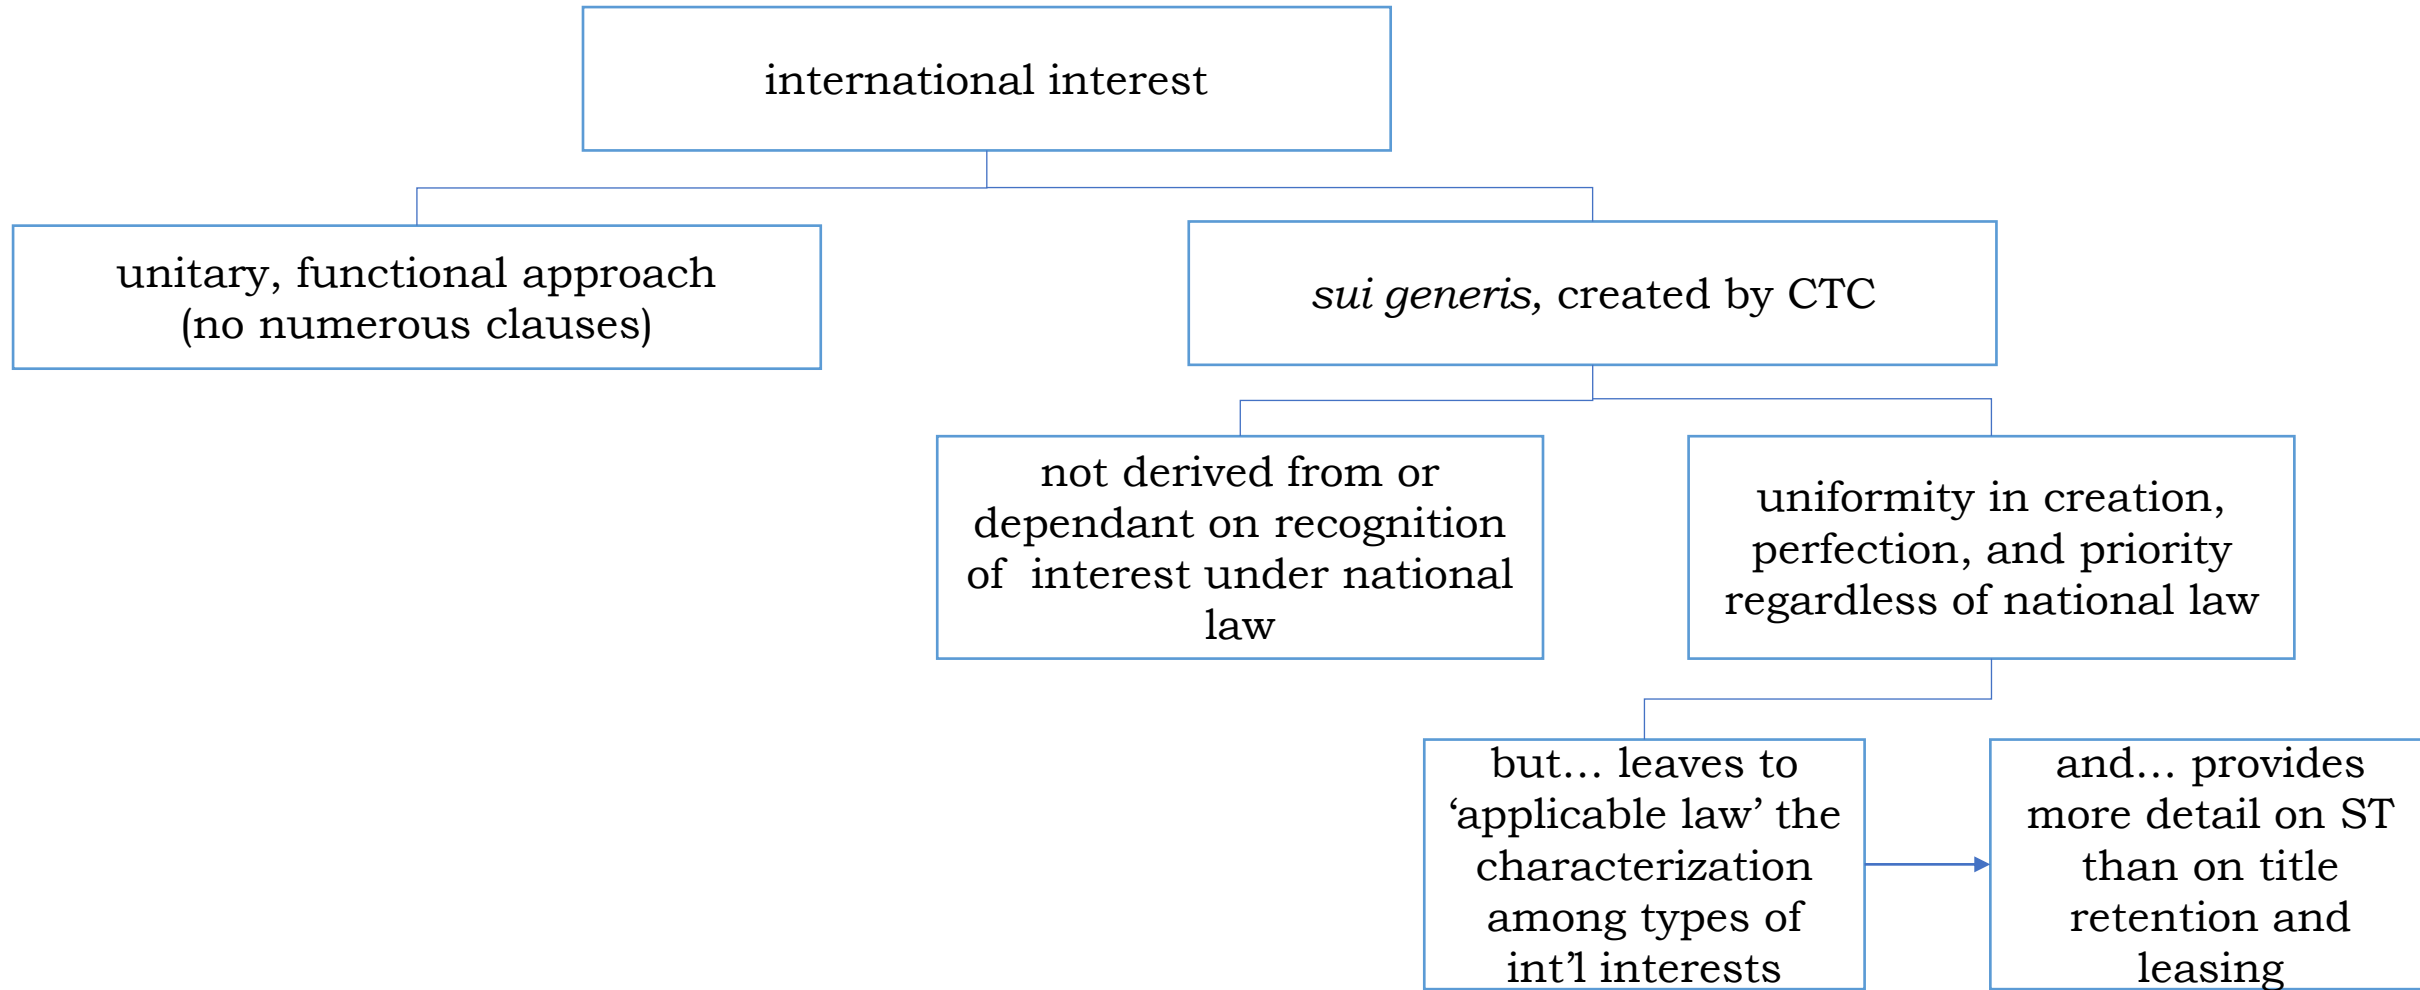 international interest
unitary, functional approach
(no numerous clauses)
sui generis, created by CTC
not derived from or
dependant on recognition
of interest under national
law
uniformity in creation,
perfection, and priority
regardless of national law
but... leaves to
‘applicable law’ the
characterization
among types of
int’l interests
and... provides
more detail on ST
than on title
retention and
leasing